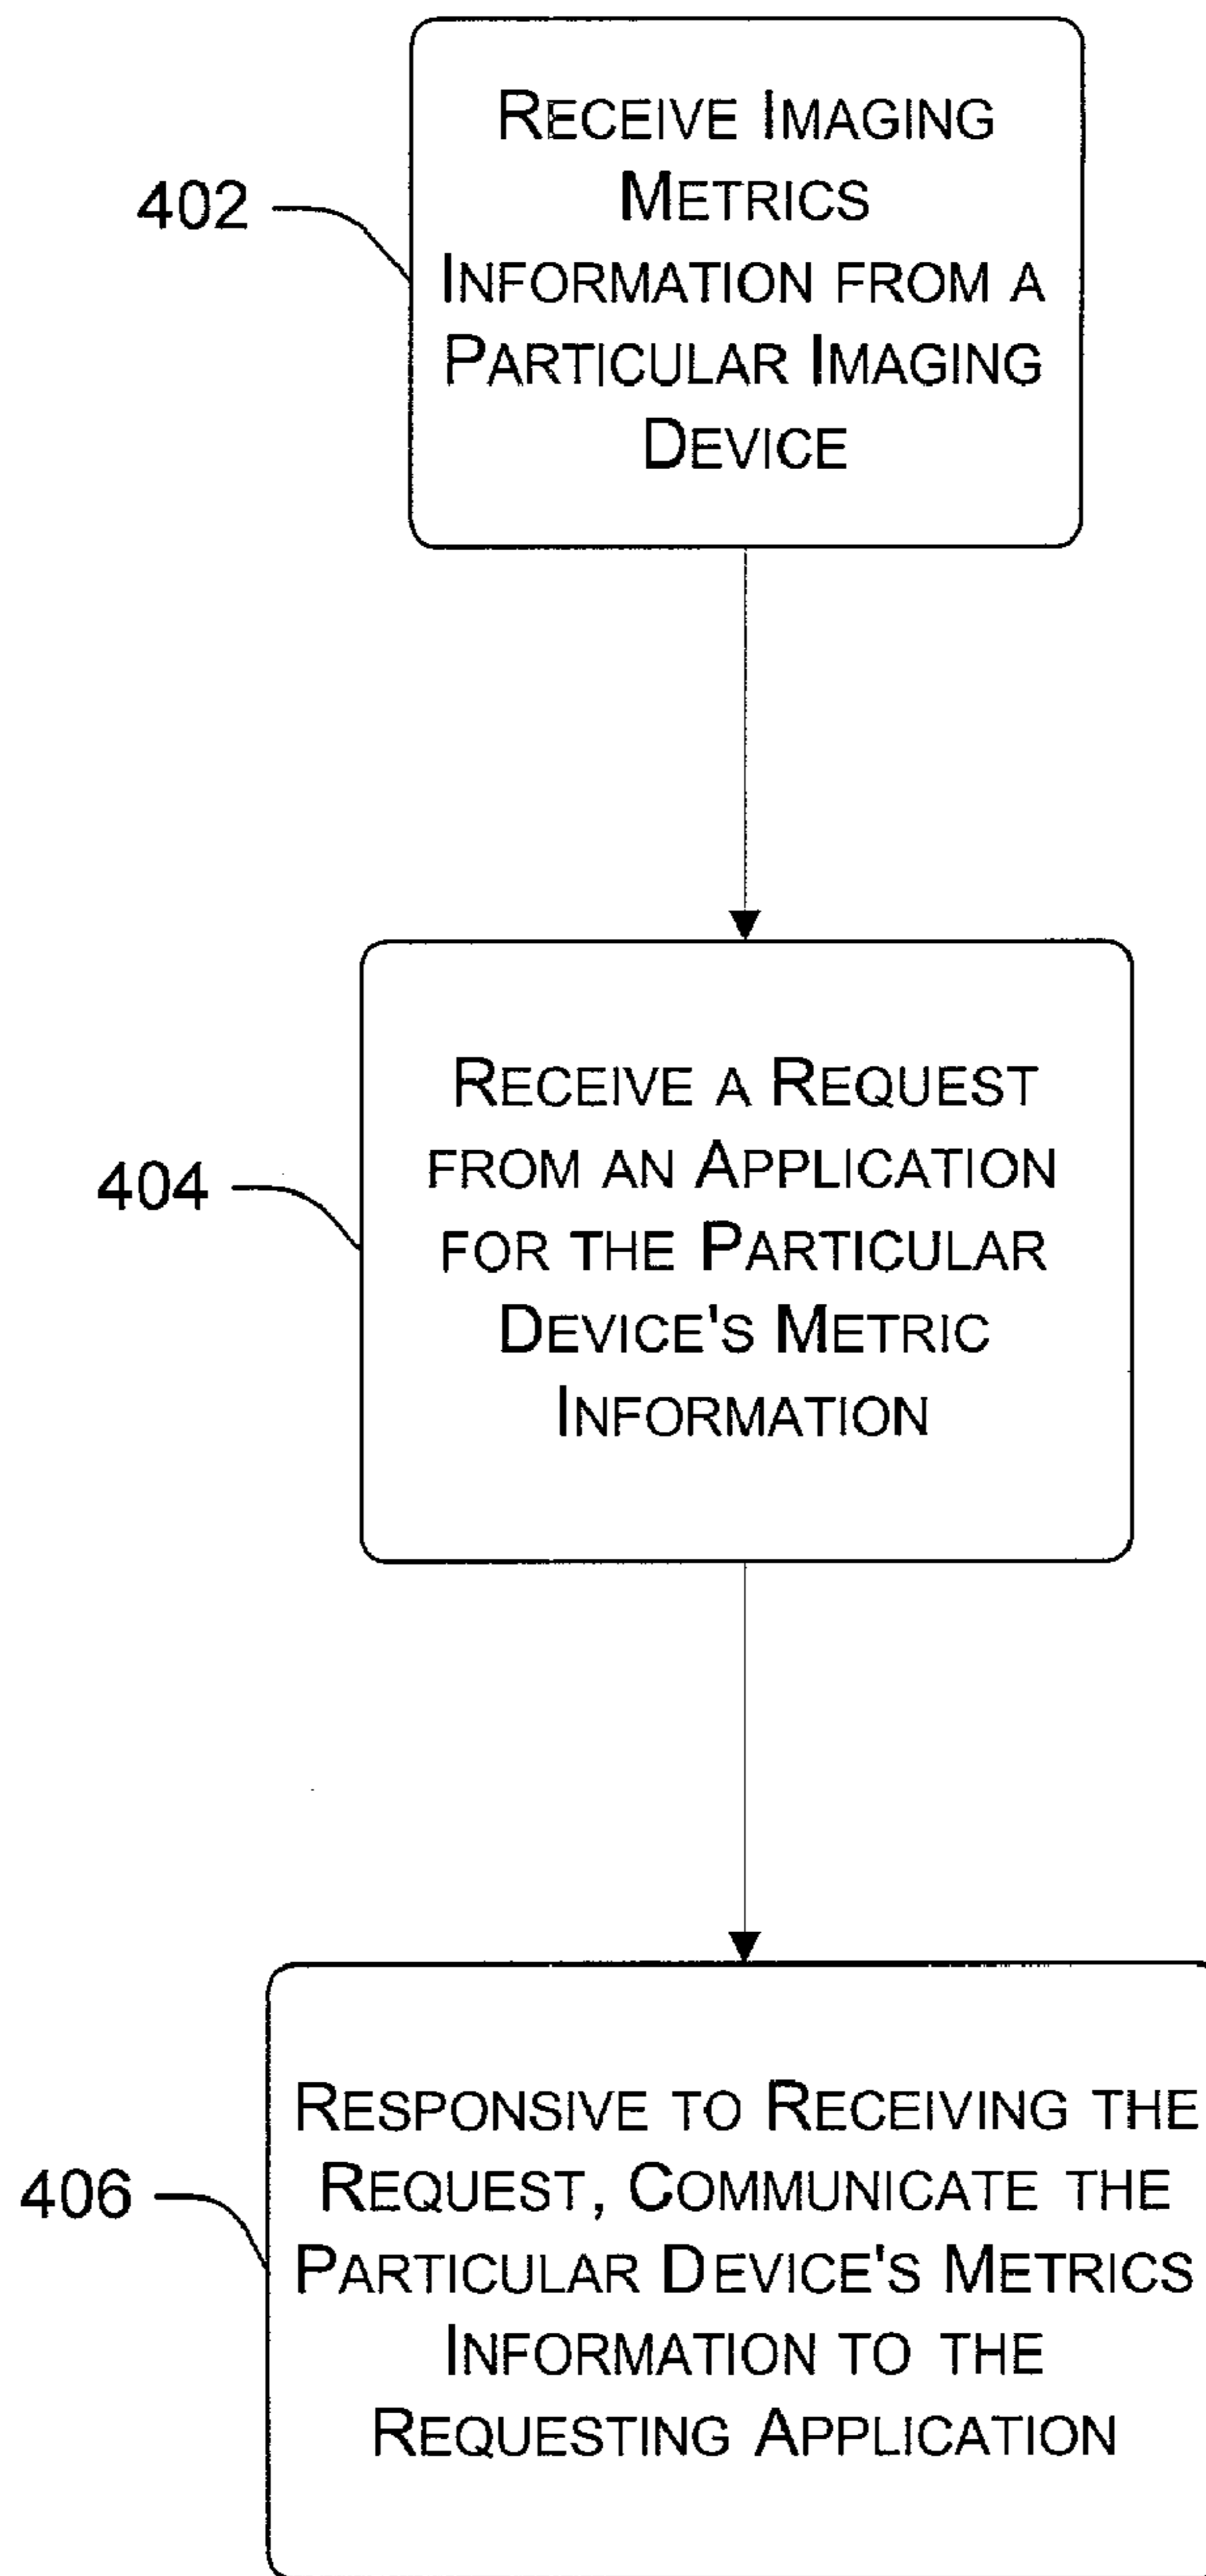 402
RECEIVE IMAGING
METRICS
INFORMATION FROM A
PARTICULAR IMAGING
DEVICE
404
RECEIVE A REQUEST
FROM AN APPLICATION
FOR THE PARTICULAR
DEVICE'S METRIC
INFORMATION
406
RESPONSIVE TO RECEIVING THE
REQUEST, COMMUNICATE THE
PARTICULAR DEVICE'S METRICS
INFORMATION TO THE
REQUESTING APPLICATION